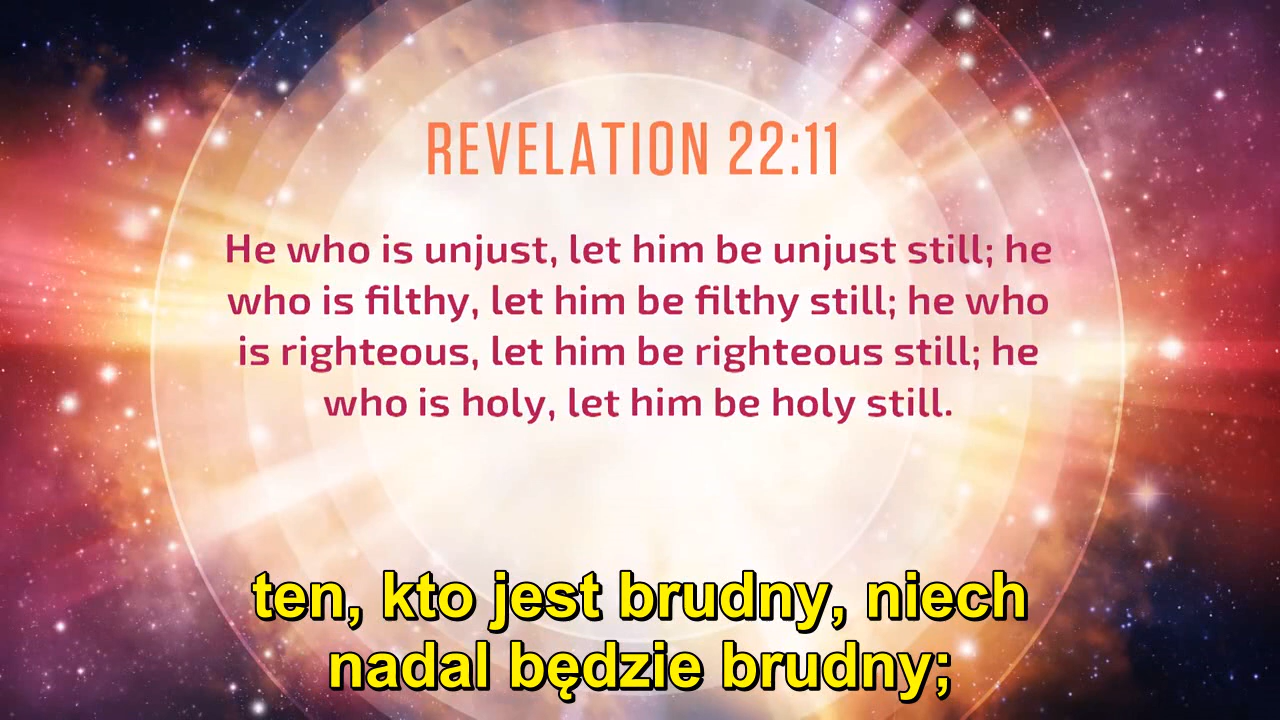 REVELATION 22:11
He who is unjust, let him be unjust still; he
who is filthy, let him be filthy still; he who
is righteous, let him be righteous still; he
who is holy, let him be holy still.
ten, kto jest brudny, niech
nadal będzie brudny;